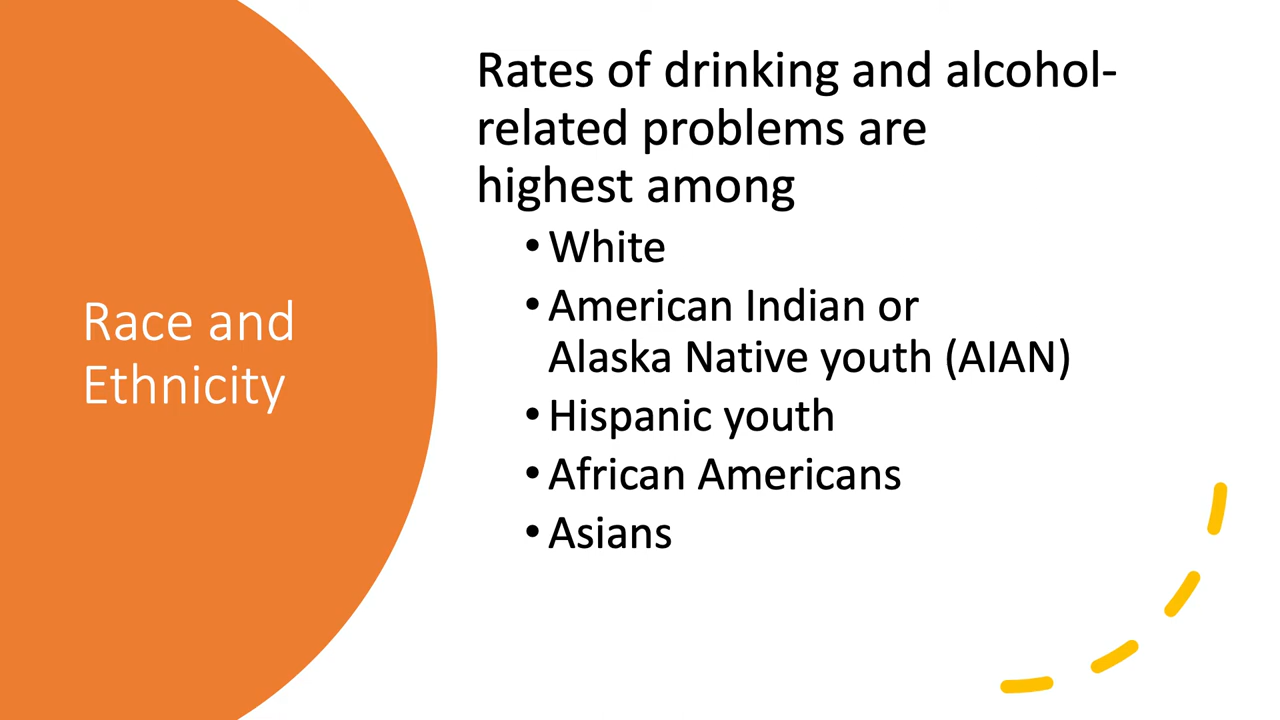 Race and
Ethnicity
Rates of drinking and alcohol-
related problems are
highest among
• White
• American Indian or
Alaska Native youth (AIAN)
• Hispanic youth
• African Americans
• Asians